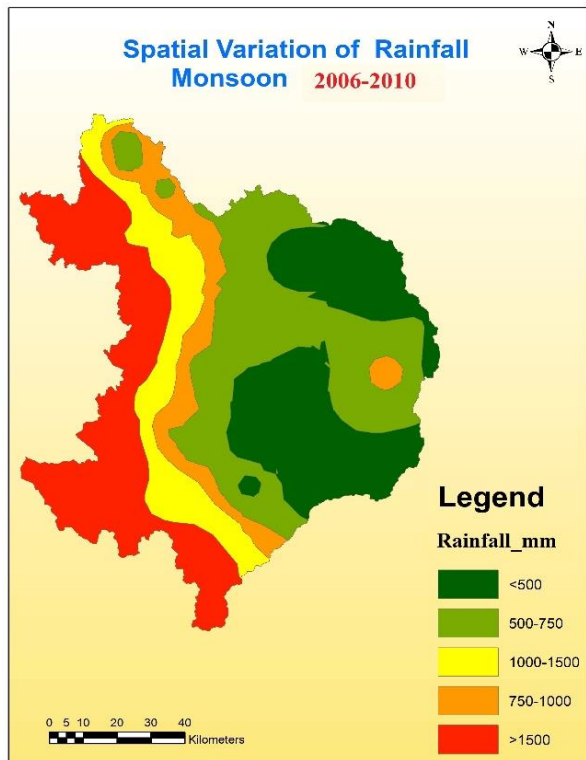 Spatial Variation of Rainfall
Monsoon 2006-2010
N
W E
S
Legend
Rainfall_mm
<500
500-750
1000-1500
750-1000
>1500
0 5 10 20 30 40
Kilometers